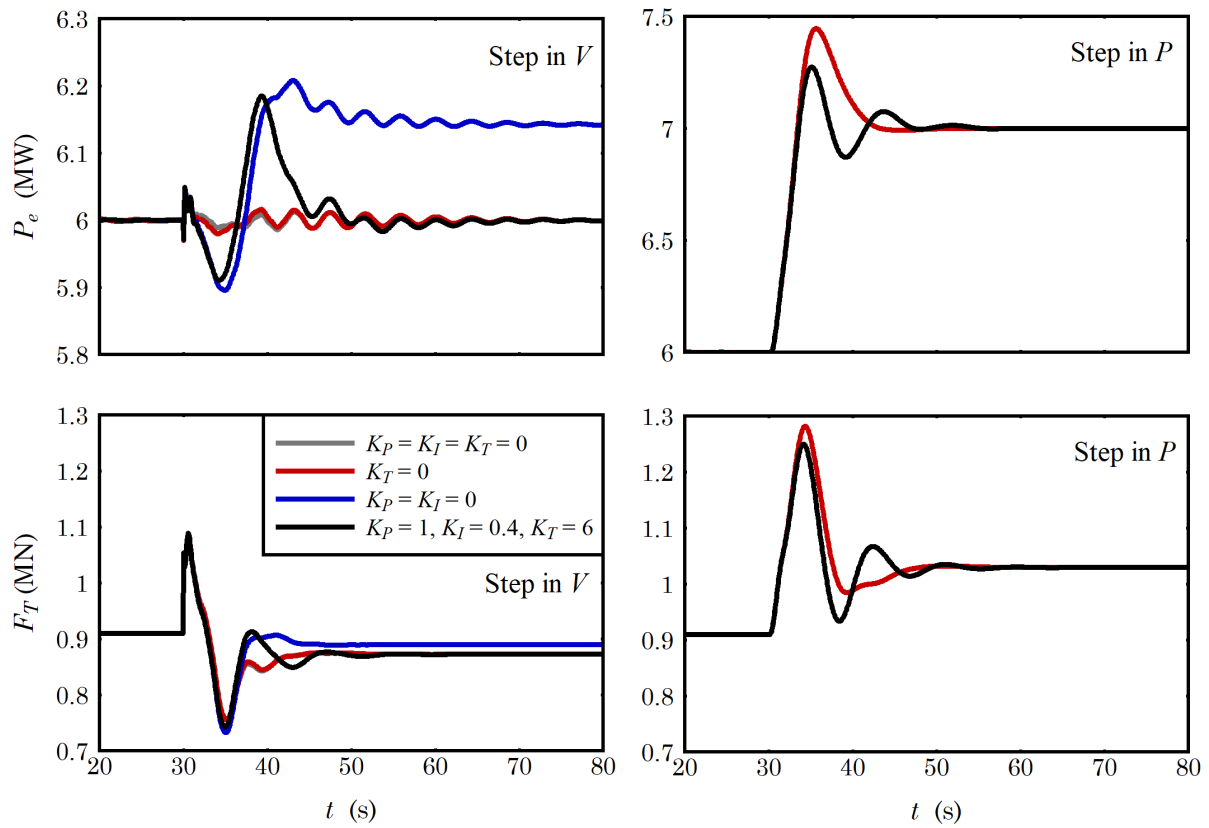 6.3
6.2
6.1
6
5.9
5.8
P_e (MW)
Step in V
7.5
7
6.5
6
Step in P
1.3
1.2
1.1
1
0.9
0.8
0.7
F_T (MN)
K_P = K_I = K_T = 0
K_T = 0
K_P = K_I = 0
K_P = 1, K_I = 0.4, K_T = 6
Step in V
20 30 40 50 60 70 80
t (s)
1.3
1.2
1.1
1
0.9
0.8
0.7
Step in P
20 30 40 50 60 70 80
t (s)